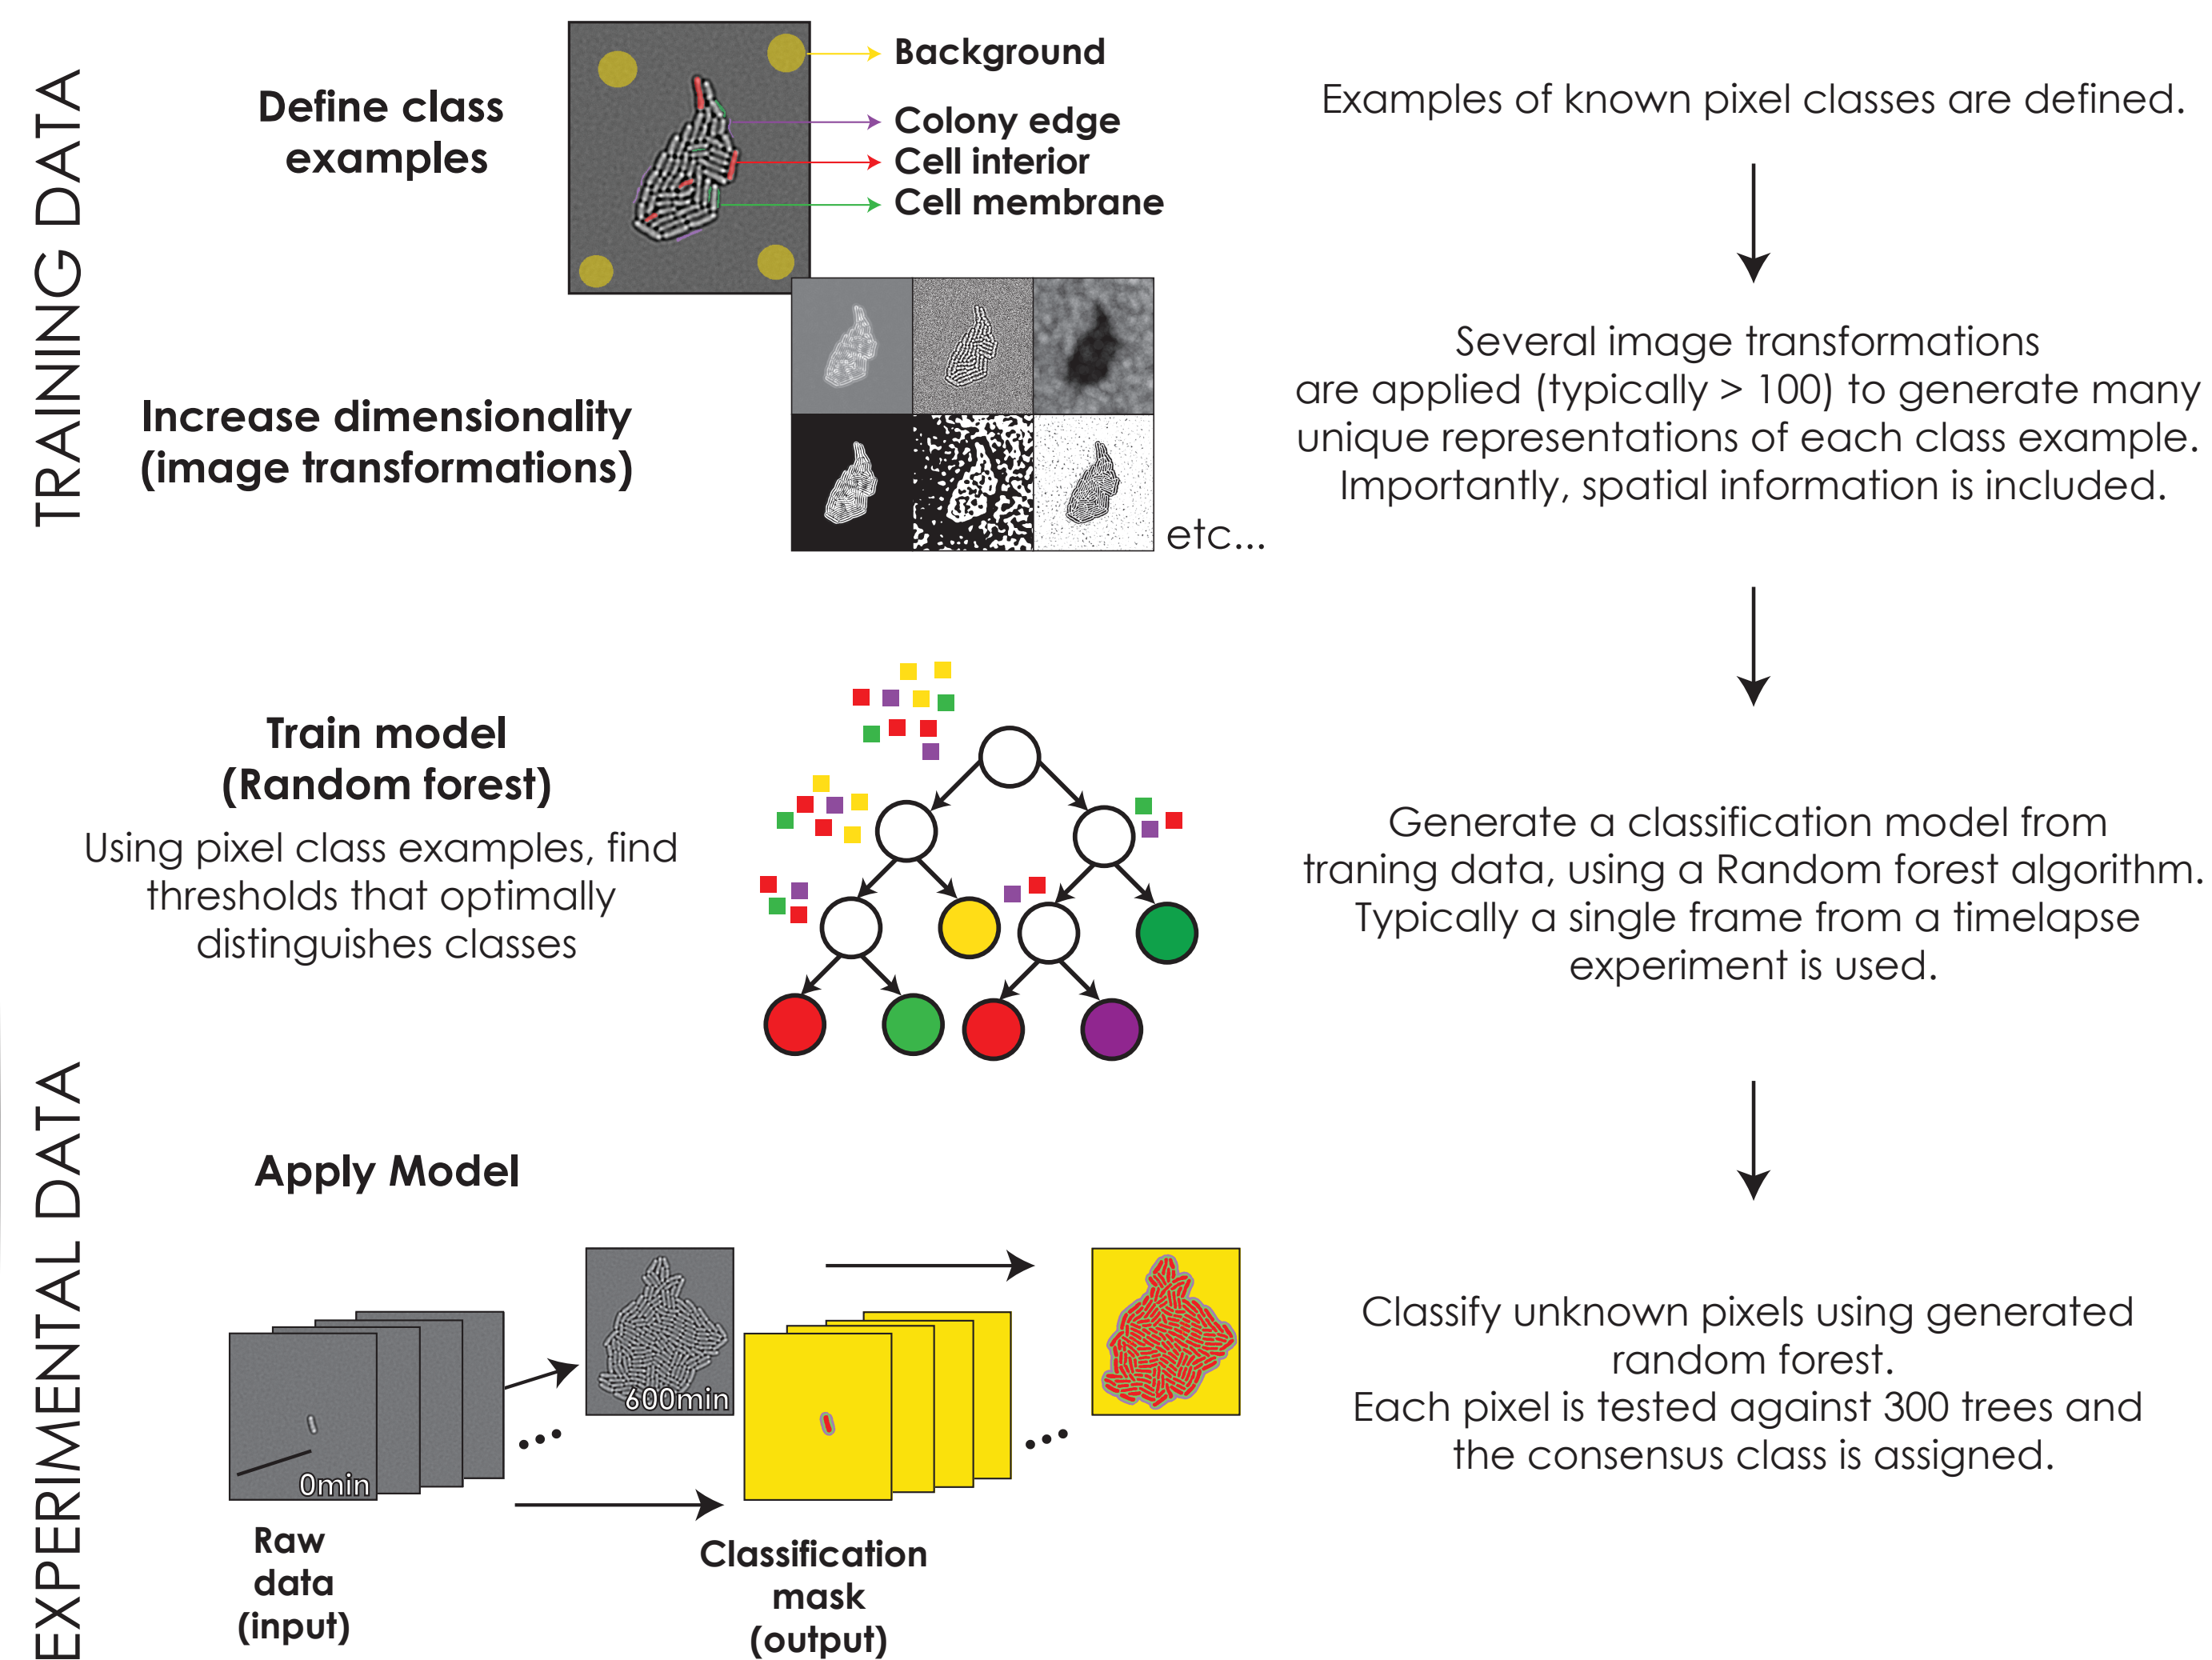 TRAINING DATA
Define class
examples
Background
Colony edge
Cell interior
Cell membrane
Examples of known pixel classes are defined.
Increase dimensionality
(image transformations)
etc...
Several image transformations
are applied (typically > 100) to generate many
unique representations of each class example.
Importantly, spatial information is included.
Train model
(Random forest)
Using pixel class examples, find
thresholds that optimally
distinguishes classes
Generate a classification model from
traning data, using a Random forest algorithm.
Typically a single frame from a timelapse
experiment is used.
EXPERIMENTAL DATA
Apply Model
0min
600min
Raw
data
(input)
Classification
mask
(output)
Classify unknown pixels using generated
random forest.
Each pixel is tested against 300 trees and
the consensus class is assigned.